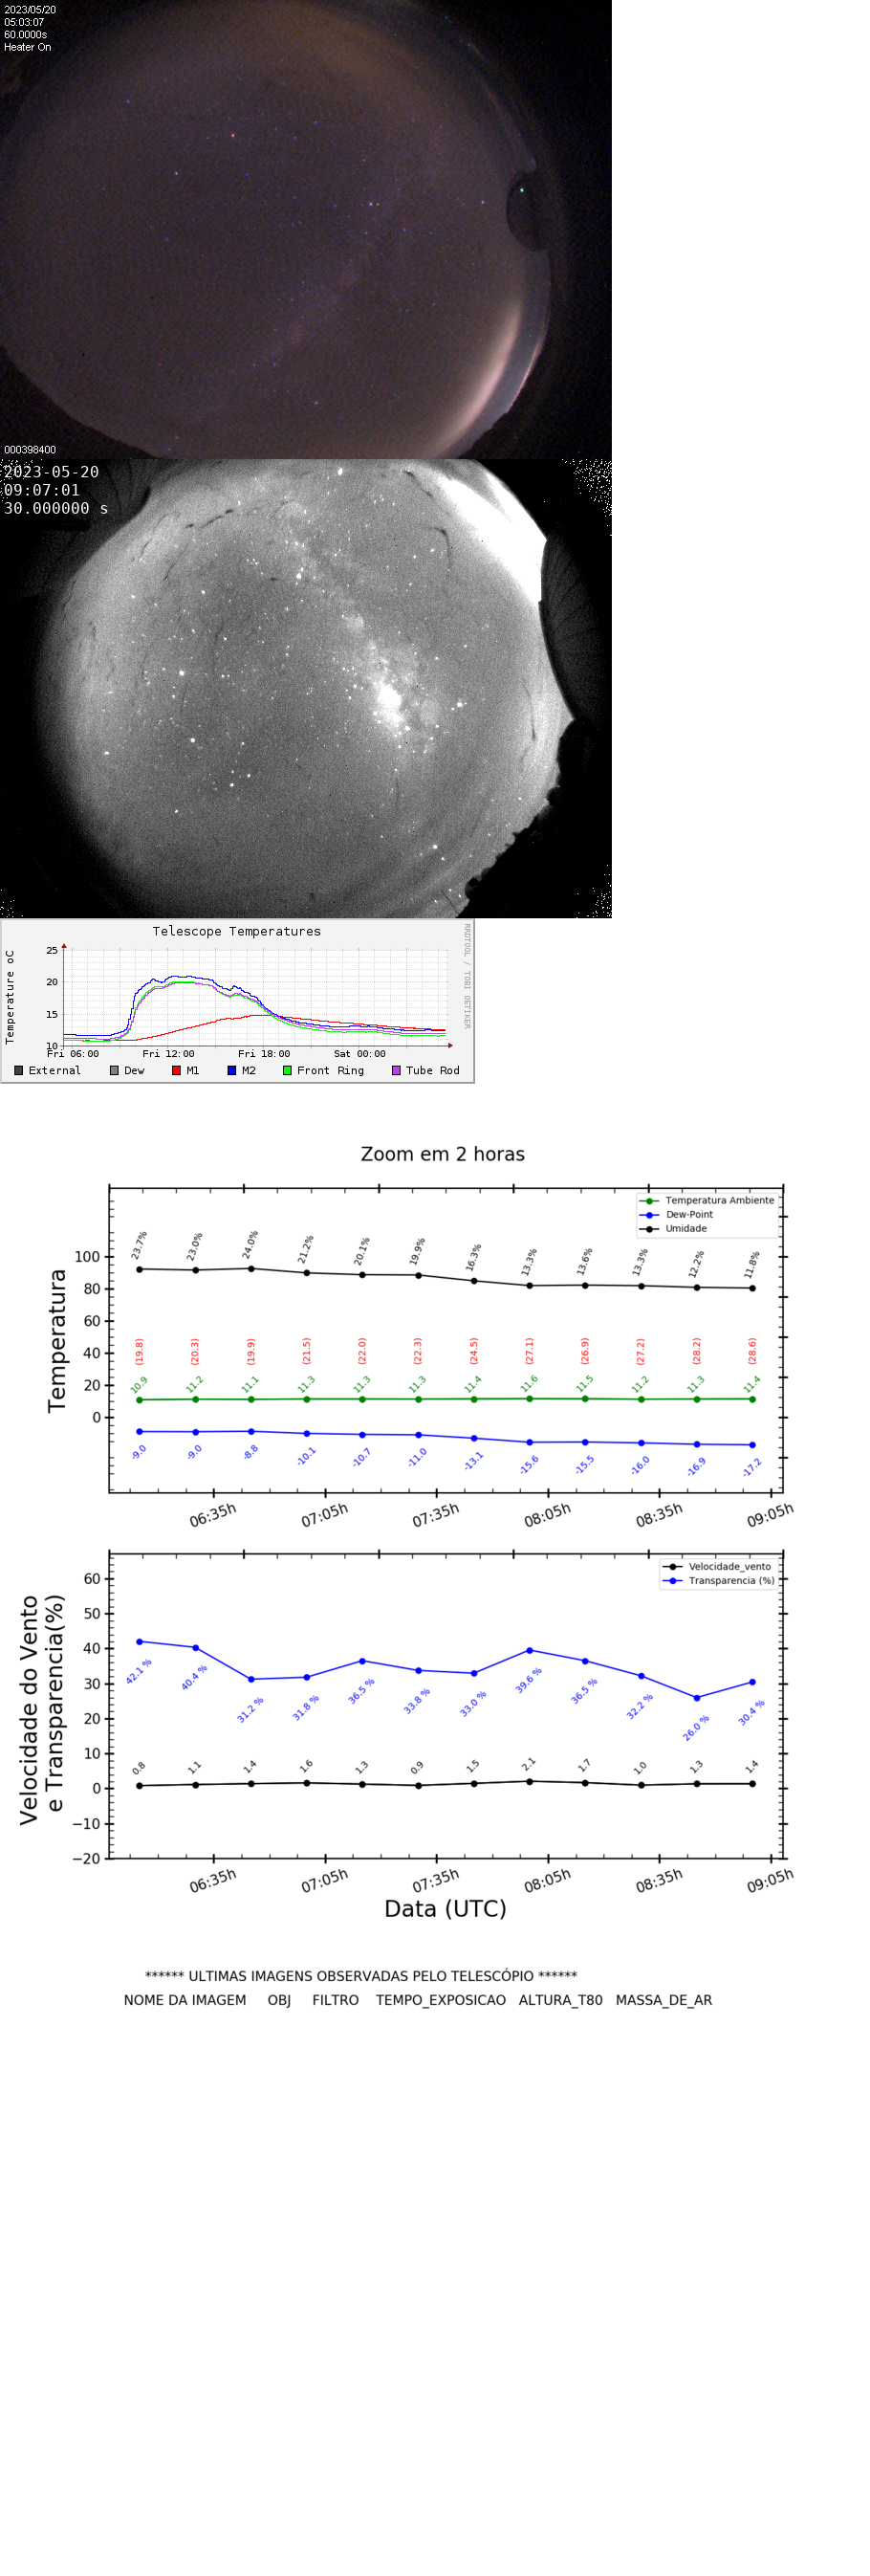 2023/05/20
05:03:07
60.0000s
Heater On
000398400
2023-05-20
09:07:01
30.000000 s
Telescope Temperatures
RRDTOOL / TOBI OETIKER
Temperature oC
25
20
15
10
Fri 06:00 Fri 12:00 Fri 18:00 Sat 00:00
External Dew M1 M2 Front Ring Tube Rod
Zoom em 2 horas
Temperatura Ambiente
Dew-Point
Umidade
Temperatura
100
80
60
40
20
0
23.7% 23.0% 24.0% 21.2% 20.1% 19.9% 16.3% 13.3% 13.6% 13.3% 12.2% 11.8%
(19.8) (20.3) (19.9) (21.5) (22.0) (22.3) (24.5) (27.1) (26.9) (27.2) (28.2) (28.6)
10.9 11.2 11.1 11.3 11.3 11.3 11.4 11.6 11.5 11.2 11.3 11.4
-9.0 -9.0 -8.8 -10.1 -10.7 -11.0 -13.1 -15.6 -15.5 -16.0 -16.9 -17.2
06:35h 07:05h 07:35h 08:05h 08:35h 09:05h
Velocidade_vento
Transparencia (%)
Velocidade do Vento
e Transparencia(%)
60
50
40
30
20
10
0
−10
−20
42.1 % 40.4 % 31.2 % 31.8 % 36.5 % 33.8 % 33.0 % 39.6 % 36.5 % 32.2 % 26.0 % 30.4 %
0.8 1.1 1.4 1.6 1.3 0.9 1.5 2.1 1.7 1.0 1.3 1.4
06:35h 07:05h 07:35h 08:05h 08:35h 09:05h
Data (UTC)
****** ULTIMAS IMAGENS OBSERVADAS PELO TELESCÓPIO ******
NOME DA IMAGEM OBJ FILTRO TEMPO_EXPOSICAO ALTURA_T80 MASSA_DE_AR